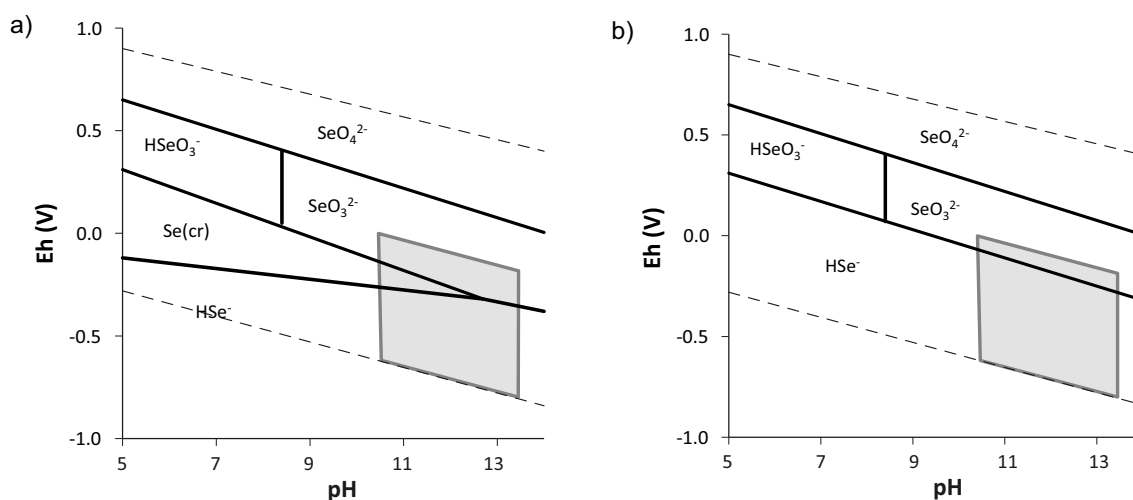 a)
1.0
0.5
0.0
-0.5
-1.0
Eh (V)
SeO₄²⁻
HSeO₃⁻
SeO₃²⁻
Se(cr)
HSe⁻
5
7
9
11
13
pH
b)
1.0
0.5
0.0
-0.5
-1.0
Eh (V)
SeO₄²⁻
HSeO₃⁻
SeO₃²⁻
HSe⁻
5
7
9
11
13
pH